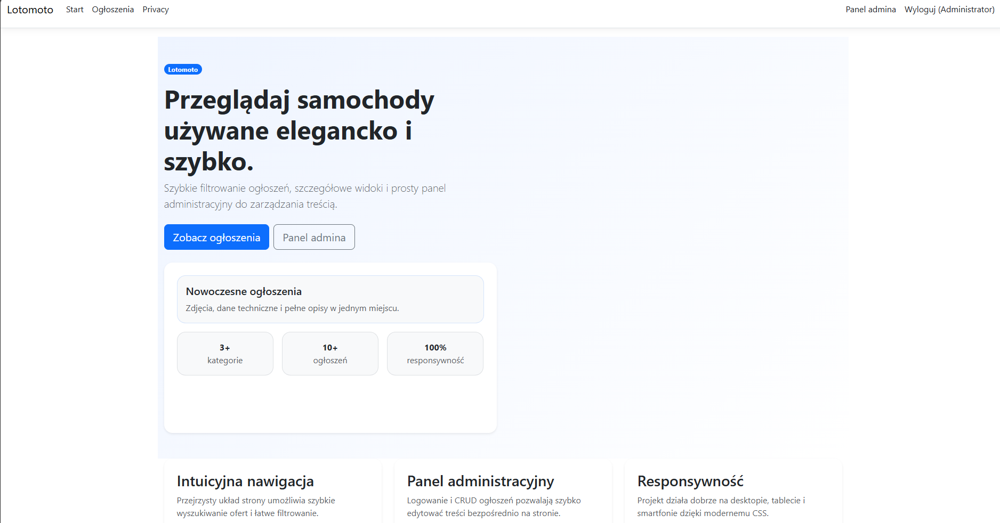 Lotomoto Start Ogłoszenia Privacy Panel admina Wyloguj (Administrator)
Lotomoto
Przeglądaj samochody
używane elegancko i
szybko.
Szybkie filtrowanie ogłoszeń, szczegółowe widoki i prosty panel
administracyjny do zarządzania treścią.
Zobacz ogłoszenia Panel admina
Nowoczesne ogłoszenia
Zdjęcia, dane techniczne i pełne opisy w jednym miejscu.
3+
kategorie
10+
ogłoszeń
100%
responsywność
Intuicyjna nawigacja
Przejrzysty układ strony umożliwia szybkie
wyszukiwanie ofert i łatwe filtrowanie.
Panel administracyjny
Logowanie i CRUD ogłoszeń pozwalają szybko
edytować treści bezpośrednio na stronie.
Responsywność
Projekt działa dobrze na desktopie, tablecie i
smartfonie dzięki modernemu CSS.